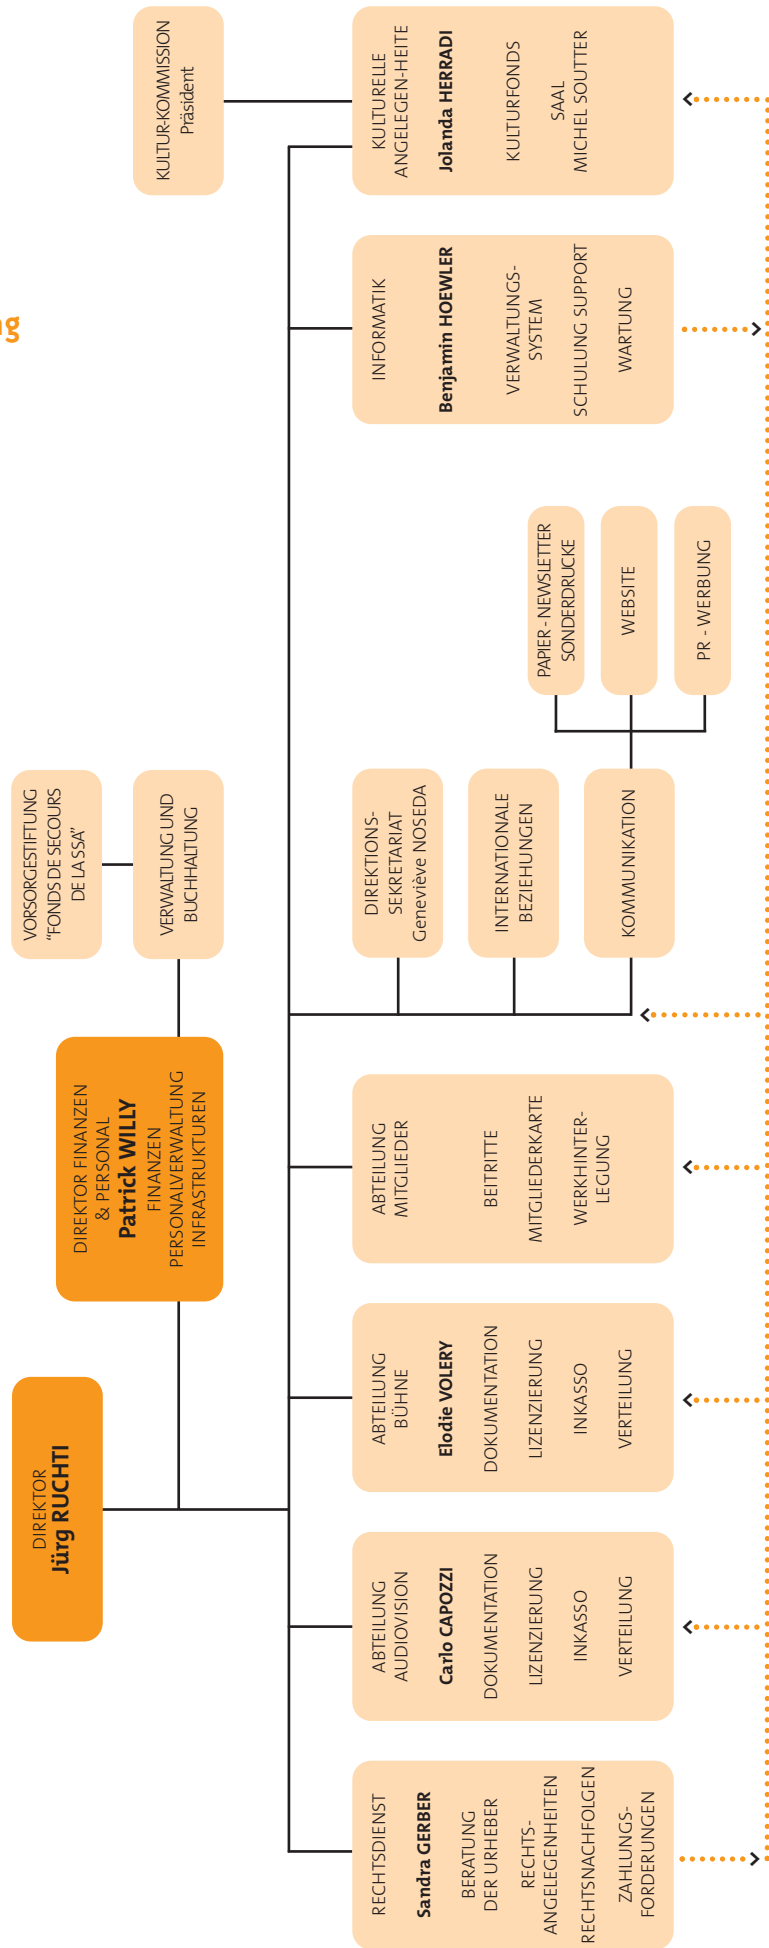 ng
DIREKTOR
Jürg RUCHTI
DIREKTOR FINANZEN
& PERSONAL
Patrick WILLY
FINANZEN
PERSONALVERWALTUNG
INFRASTRUKTUREN
VORSORGESTIFTUNG
"FONDS DE SECOURS
DE LA SSA"
VERWALTUNG UND
BUCHHALTUNG
KULTUR-KOMMISSION
Präsident
RECHTSDIENST
Sandra GERBER
BERATUNG
DER URHEBER
RECHTS-
ANGELEGENHEITEN
RECHTSNACHFOLGEN
ZAHLUNGS-
FORDERUNGEN
ABTEILUNG
AUDIOVISION
Carlo CAPOZZI
DOKUMENTATION
LIZENZIERUNG
INKASSO
VERTEILUNG
ABTEILUNG
BÜHNE
Elodie VOLERY
DOKUMENTATION
LIZENZIERUNG
INKASSO
VERTEILUNG
ABTEILUNG
MITGLIEDER
BEITRITTE
MITGLIEDERKARTE
WERKHINTER-
LEGUNG
DIREKTIONS-
SEKRETARIAT
Geneviève NOSEDA
INTERNATIONALE
BEZIEHUNGEN
KOMMUNIKATION
PAPIER - NEWSLETTER
SONDERDRUCKE
WEBSITE
PR - WERBUNG
INFORMATIK
Benjamin HOEWLER
VERWALTUNGS-
SYSTEM
SCHULUNG SUPPORT
WARTUNG
KULTURELLE
ANGELEGEN-HEITE
Jolanda HERRADI
KULTURFONDS
SAAL
MICHEL SOUTTER